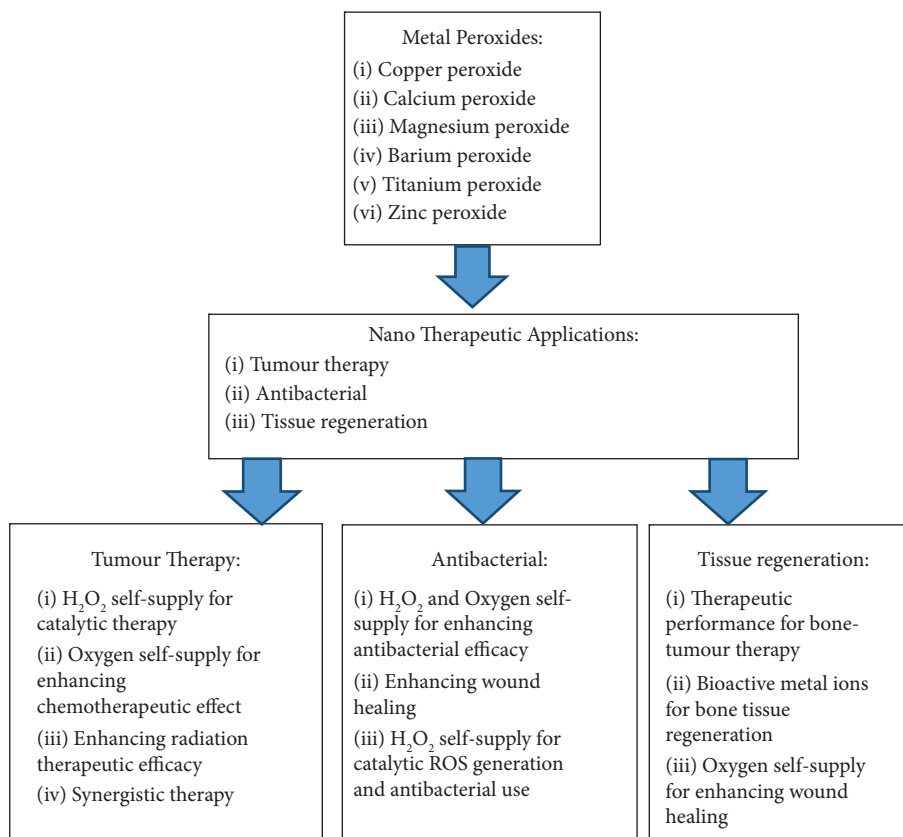 Metal Peroxides:
(i) Copper peroxide
(ii) Calcium peroxide
(iii) Magnesium peroxide
(iv) Barium peroxide
(v) Titanium peroxide
(vi) Zinc peroxide
Nano Therapeutic Applications:
(i) Tumour therapy
(ii) Antibacterial
(iii) Tissue regeneration
Tumour Therapy:
(i) H₂O₂ self-supply for
catalytic therapy
(ii) Oxygen self-supply for
enhancing
chemotherapeutic effect
(iii) Enhancing radiation
therapeutic efficacy
(iv) Synergistic therapy
Antibacterial:
(i) H₂O₂ and Oxygen self-
supply for enhancing
antibacterial efficacy
(ii) Enhancing wound
healing
(iii) H₂O₂ self-supply for
catalytic ROS generation
and antibacterial use
Tissue regeneration:
(i) Therapeutic
performance for bone-
tumour therapy
(ii) Bioactive metal ions
for bone tissue
regeneration
(iii) Oxygen self-supply
for enhancing wound
healing